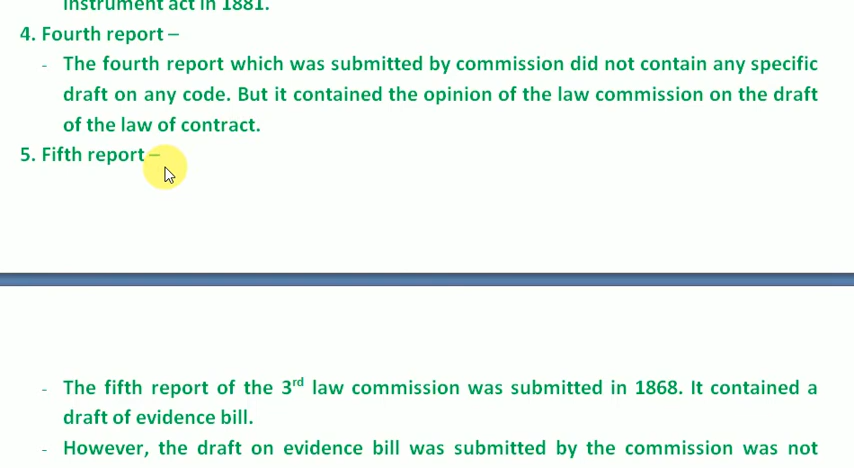 instrument act in 1881.
4. Fourth report –
- The fourth report which was submitted by commission did not contain any specific
draft on any code. But it contained the opinion of the law commission on the draft
of the law of contract.
5. Fifth report –
- The fifth report of the 3rd law commission was submitted in 1868. It contained a
draft of evidence bill.
- However, the draft on evidence bill was submitted by the commission was not